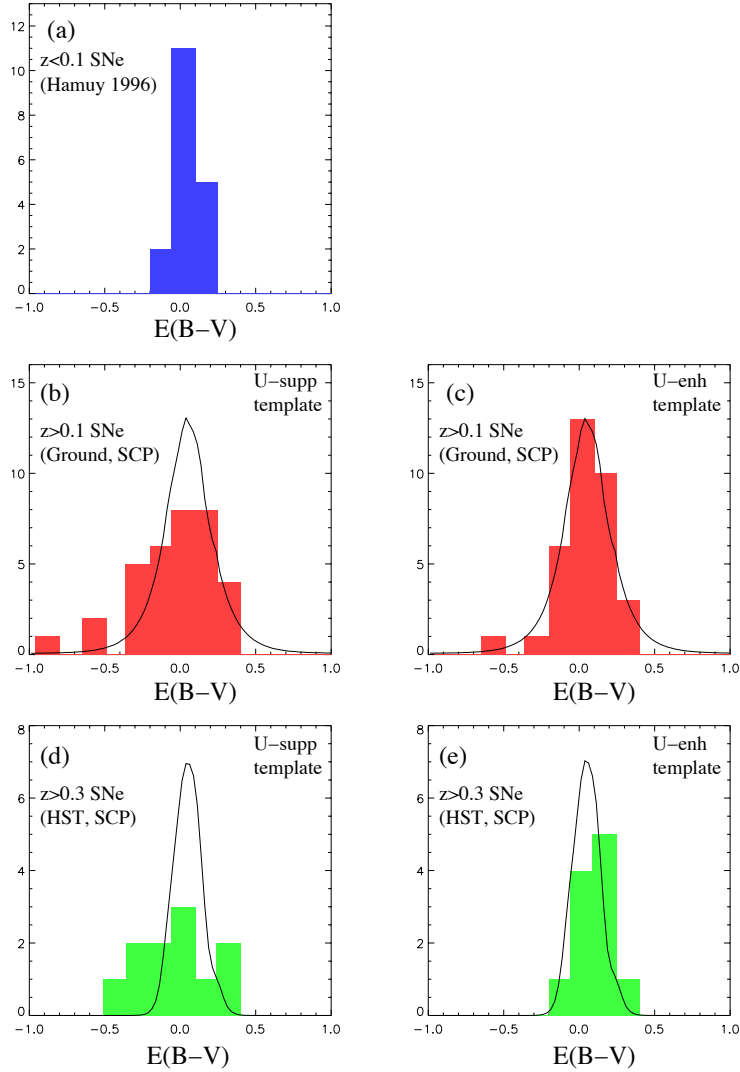 (a)
z<0.1 SNe
(Hamuy 1996)
12
10
8
6
4
2
0
−1.0 −0.5 0.0 0.5 1.0
E(B−V)
(b)
U−supp
template
z>0.1 SNe
(Ground, SCP)
15
10
5
0
−1.0 −0.5 0.0 0.5 1.0
E(B−V)
(c)
U−enh
template
z>0.1 SNe
(Ground, SCP)
15
10
5
0
−1.0 −0.5 0.0 0.5 1.0
E(B−V)
(d)
U−supp
template
z>0.3 SNe
(HST, SCP)
8
6
4
2
0
−1.0 −0.5 0.0 0.5 1.0
E(B−V)
(e)
U−enh
template
z>0.3 SNe
(HST, SCP)
8
6
4
2
0
−1.0 −0.5 0.0 0.5 1.0
E(B−V)